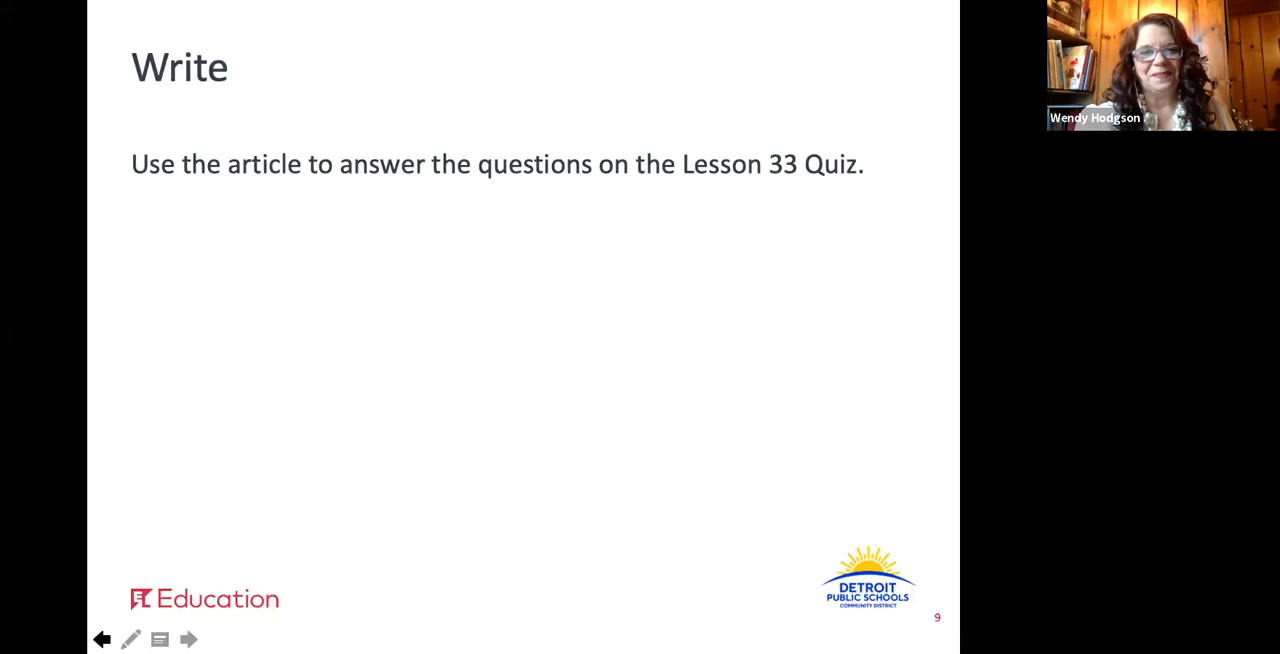 Write
Use the article to answer the questions on the Lesson 33 Quiz.
Wendy Hodgson
EL Education
DETROIT
PUBLIC SCHOOLS
COMMUNITY DISTRICT
9